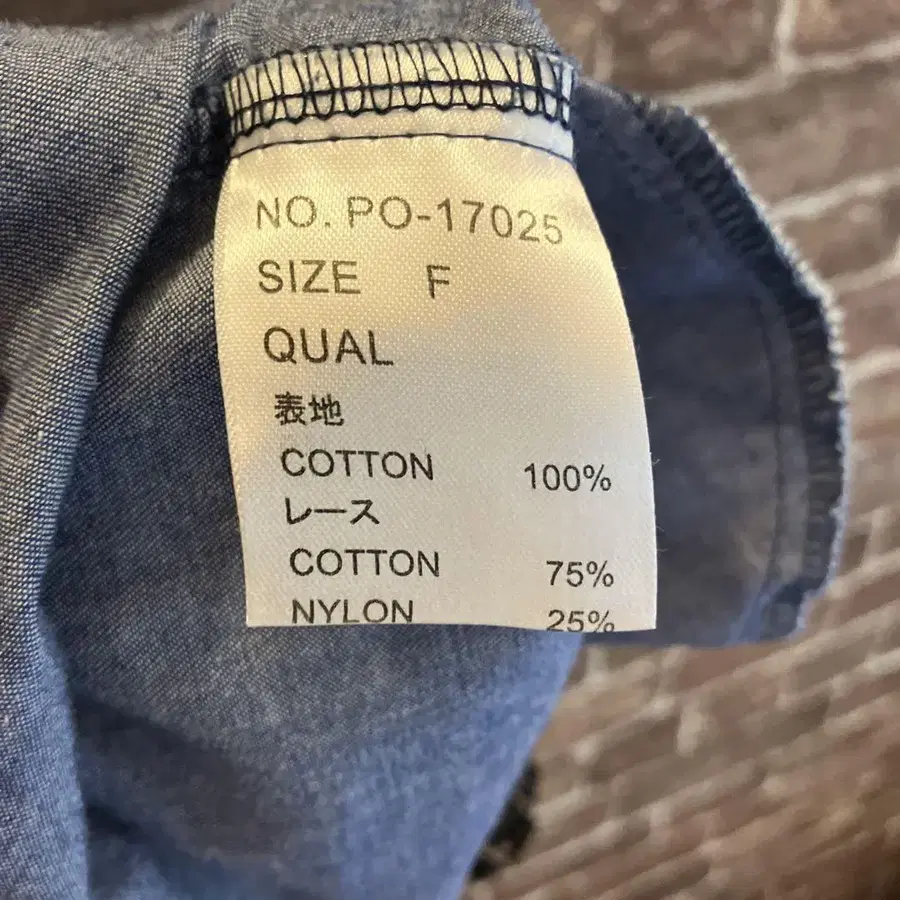 NO. PO-17025
SIZE F
QUAL
表地
COTTON 100%
レース
COTTON 75%
NYLON 25%